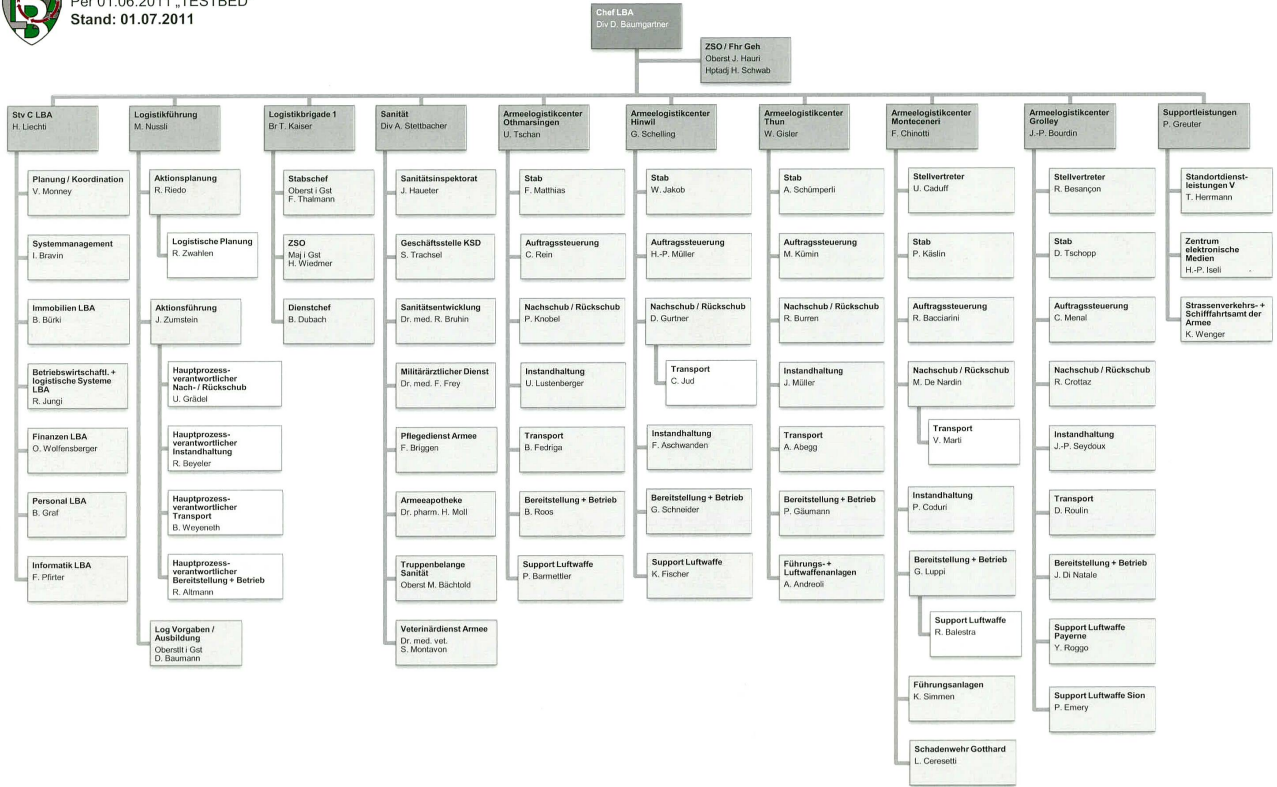 Per 01.06.2011 „TESTBED
Stand: 01.07.2011
Chef LBA
Div D. Baumgartner
ZSO / Fhr Geh
Oberst J. Hauri
Hptadj H. Schwab
Stv C LBA
H. Liechti
Planung / Koordination
V. Monney
Systemmanagement
I. Bravin
Immobilien LBA
B. Bürki
Betriebswirtschaftl. +
logistische Systeme
LBA
R. Jungi
Finanzen LBA
O. Wolfensberger
Personal LBA
B. Graf
Informatik LBA
F. Pfirter
Logistikführung
M. Nussli
Aktionsplanung
R. Riedo
Logistische Planung
R. Zwahlen
Aktionsführung
J. Zumstein
Hauptprozess-
verantwortlicher
Nach- / Rückschub
U. Grädel
Hauptprozess-
verantwortlicher
Instandhaltung
R. Beyeler
Hauptprozess-
verantwortlicher
Transport
B. Weyeneth
Hauptprozess-
verantwortlicher
Bereitstellung + Betrieb
R. Altmann
Log Vorgaben /
Ausbildung
Oberstlt i Gst
D. Baumann
Logistikbrigade 1
Br T. Kaiser
Stabschef
Oberst i Gst
F. Thalmann
ZSO
Maj i Gst
H. Wiedmer
Dienstchef
B. Dubach
Sanität
Div A. Stettbacher
Sanitätsinspektorat
J. Haueter
Geschäftsstelle KSD
S. Trachsel
Sanitätsentwicklung
Dr. med. R. Bruhin
Militärärztlicher Dienst
Dr. med. F. Frey
Pflegedienst Armee
F. Briggen
Armeeapotheke
Dr. pharm. H. Moll
Truppenbelange
Sanität
Oberst M. Bächtold
Veterinärdienst Armee
Dr. med. vet.
S. Montavon
Armeelogistikcenter
Othmarsingen
U. Tschan
Stab
F. Matthias
Auftragssteuerung
C. Rein
Nachschub / Rückschub
P. Knobel
Instandhaltung
U. Lustenberger
Transport
B. Fedriga
Bereitstellung + Betrieb
B. Roos
Support Luftwaffe
P. Barmettler
Armeelogistikcenter
Hinwil
G. Schelling
Stab
W. Jakob
Auftragssteuerung
H.-P. Müller
Nachschub / Rückschub
D. Gurtner
Transport
C. Jud
Instandhaltung
F. Aschwanden
Bereitstellung + Betrieb
G. Schneider
Support Luftwaffe
K. Fischer
Armeelogistikcenter
Thun
W. Gisler
Stab
A. Schümperli
Auftragssteuerung
M. Kümin
Nachschub / Rückschub
R. Burren
Instandhaltung
J. Müller
Transport
A. Abegg
Bereitstellung + Betrieb
P. Gäumann
Führungs- +
Luftwaffenanlagen
A. Andreoli
Armeelogistikcenter
Monteceneri
F. Chinotti
Stellvertreter
U. Caduff
Stab
P. Käslin
Auftragssteuerung
R. Bacciarini
Nachschub / Rückschub
M. De Nardin
Transport
V. Marti
Instandhaltung
P. Coduri
Bereitstellung + Betrieb
G. Luppi
Support Luftwaffe
R. Balestra
Führungsanlagen
K. Simmen
Schadenwehr Gotthard
L. Ceresetti
Armeelogistikcenter
Grolley
J.-P. Bourdin
Stellvertreter
R. Besançon
Stab
D. Tschopp
Auftragssteuerung
C. Menal
Nachschub / Rückschub
R. Crottaz
Instandhaltung
J.-P. Seydoux
Transport
D. Roulin
Bereitstellung + Betrieb
J. Di Natale
Support Luftwaffe
Payerne
Y. Roggo
Support Luftwaffe Sion
P. Emery
Supportleistungen
P. Greuter
Standortdienst-
leistungen V
T. Herrmann
Zentrum
elektronische
Medien
H.-P. Iseli
Strassenverkehrs- +
Schifffahrtsamt der
Armee
K. Wenger